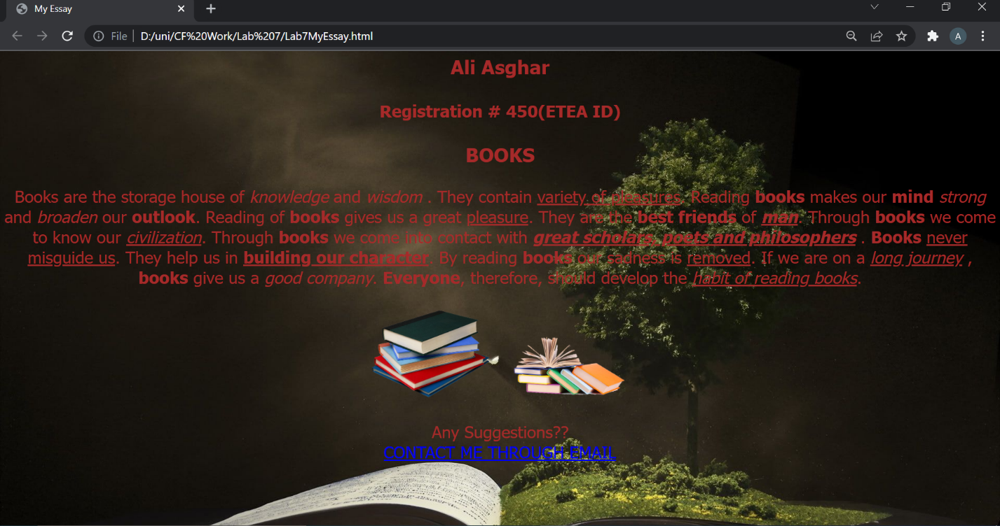 My Essay
File | D:/uni/CF%20Work/Lab%207/Lab7MyEssay.html
A
Ali Asghar
Registration # 450(ETEA ID)
BOOKS
Books are the storage house of knowledge and wisdom . They contain variety of pleasures. Reading books makes our mind strong
and broaden our outlook. Reading of books gives us a great pleasure. They are the best friends of man. Through books we come
to know our civilization. Through books we come into contact with great scholars, poets and philosophers . Books never
misguide us. They help us in building our character. By reading books our sadness is removed. If we are on a long journey ,
books give us a good company. Everyone, therefore, should develop the habit of reading books.
Any Suggestions??
CONTACT ME THROUGH EMAIL